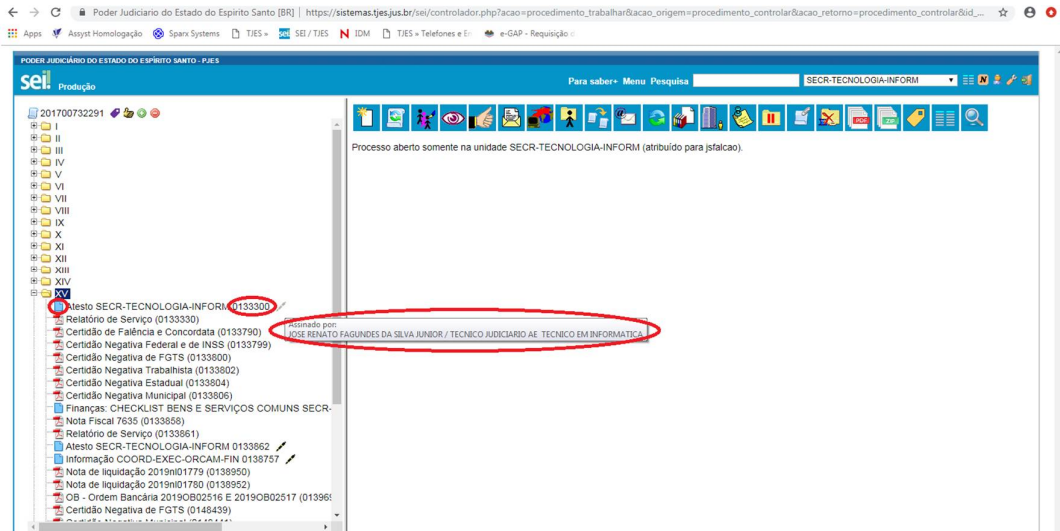 Poder Judiciario do Estado do Espirito Santo [BR] | https://sistemas.tjes.jus.br/sei/controlador.php?acao=procedimento_trabalhar&acao_origem=procedimento_controlar&acao_retorno=procedimento_controlar&id_...
Apps Assyst Homologação Sparx Systems TJES » SEI / TJES IDM TJES » Telefones e En e-GAP - Requisição d
PODER JUDICIÁRIO DO ESTADO DO ESPÍRITO SANTO - PJES
sei! Produção Para saber+ Menu Pesquisa SECR-TECNOLOGIA-INFORM
201700732291
I
II
III
IV
V
VI
VII
VIII
IX
X
XI
XII
XIII
XIV
XV
Processo aberto somente na unidade SECR-TECNOLOGIA-INFORM (atribuído para jsfalcao).
Atesto SECR-TECNOLOGIA-INFORM 0133300
Relatório de Serviço (0133330)
Certidão de Falência e Concordata (0133790)
Assinado por:
JOSE RENATO FAGUNDES DA SILVA JUNIOR / TECNICO JUDICIARIO AE TECNICO EM INFORMATICA
Certidão Negativa Federal e de INSS (0133799)
Certidão Negativa de FGTS (0133800)
Certidão Negativa Trabalhista (0133802)
Certidão Negativa Estadual (0133804)
Certidão Negativa Municipal (0133806)
Finanças: CHECKLIST BENS E SERVIÇOS COMUNS SECR-
Nota Fiscal 7635 (0133858)
Relatório de Serviço (0133861)
Atesto SECR-TECNOLOGIA-INFORM 0133862
Informação COORD-EXEC-ORCAM-FIN 0138757
Nota de liquidação 2019nl01779 (0138950)
Nota de liquidação 2019nl01780 (0138952)
OB - Ordem Bancária 2019OB02516 E 2019OB02517 (01396
Certidão Negativa de FGTS (0148439)
Certidão Negativa Municipal (0148441)